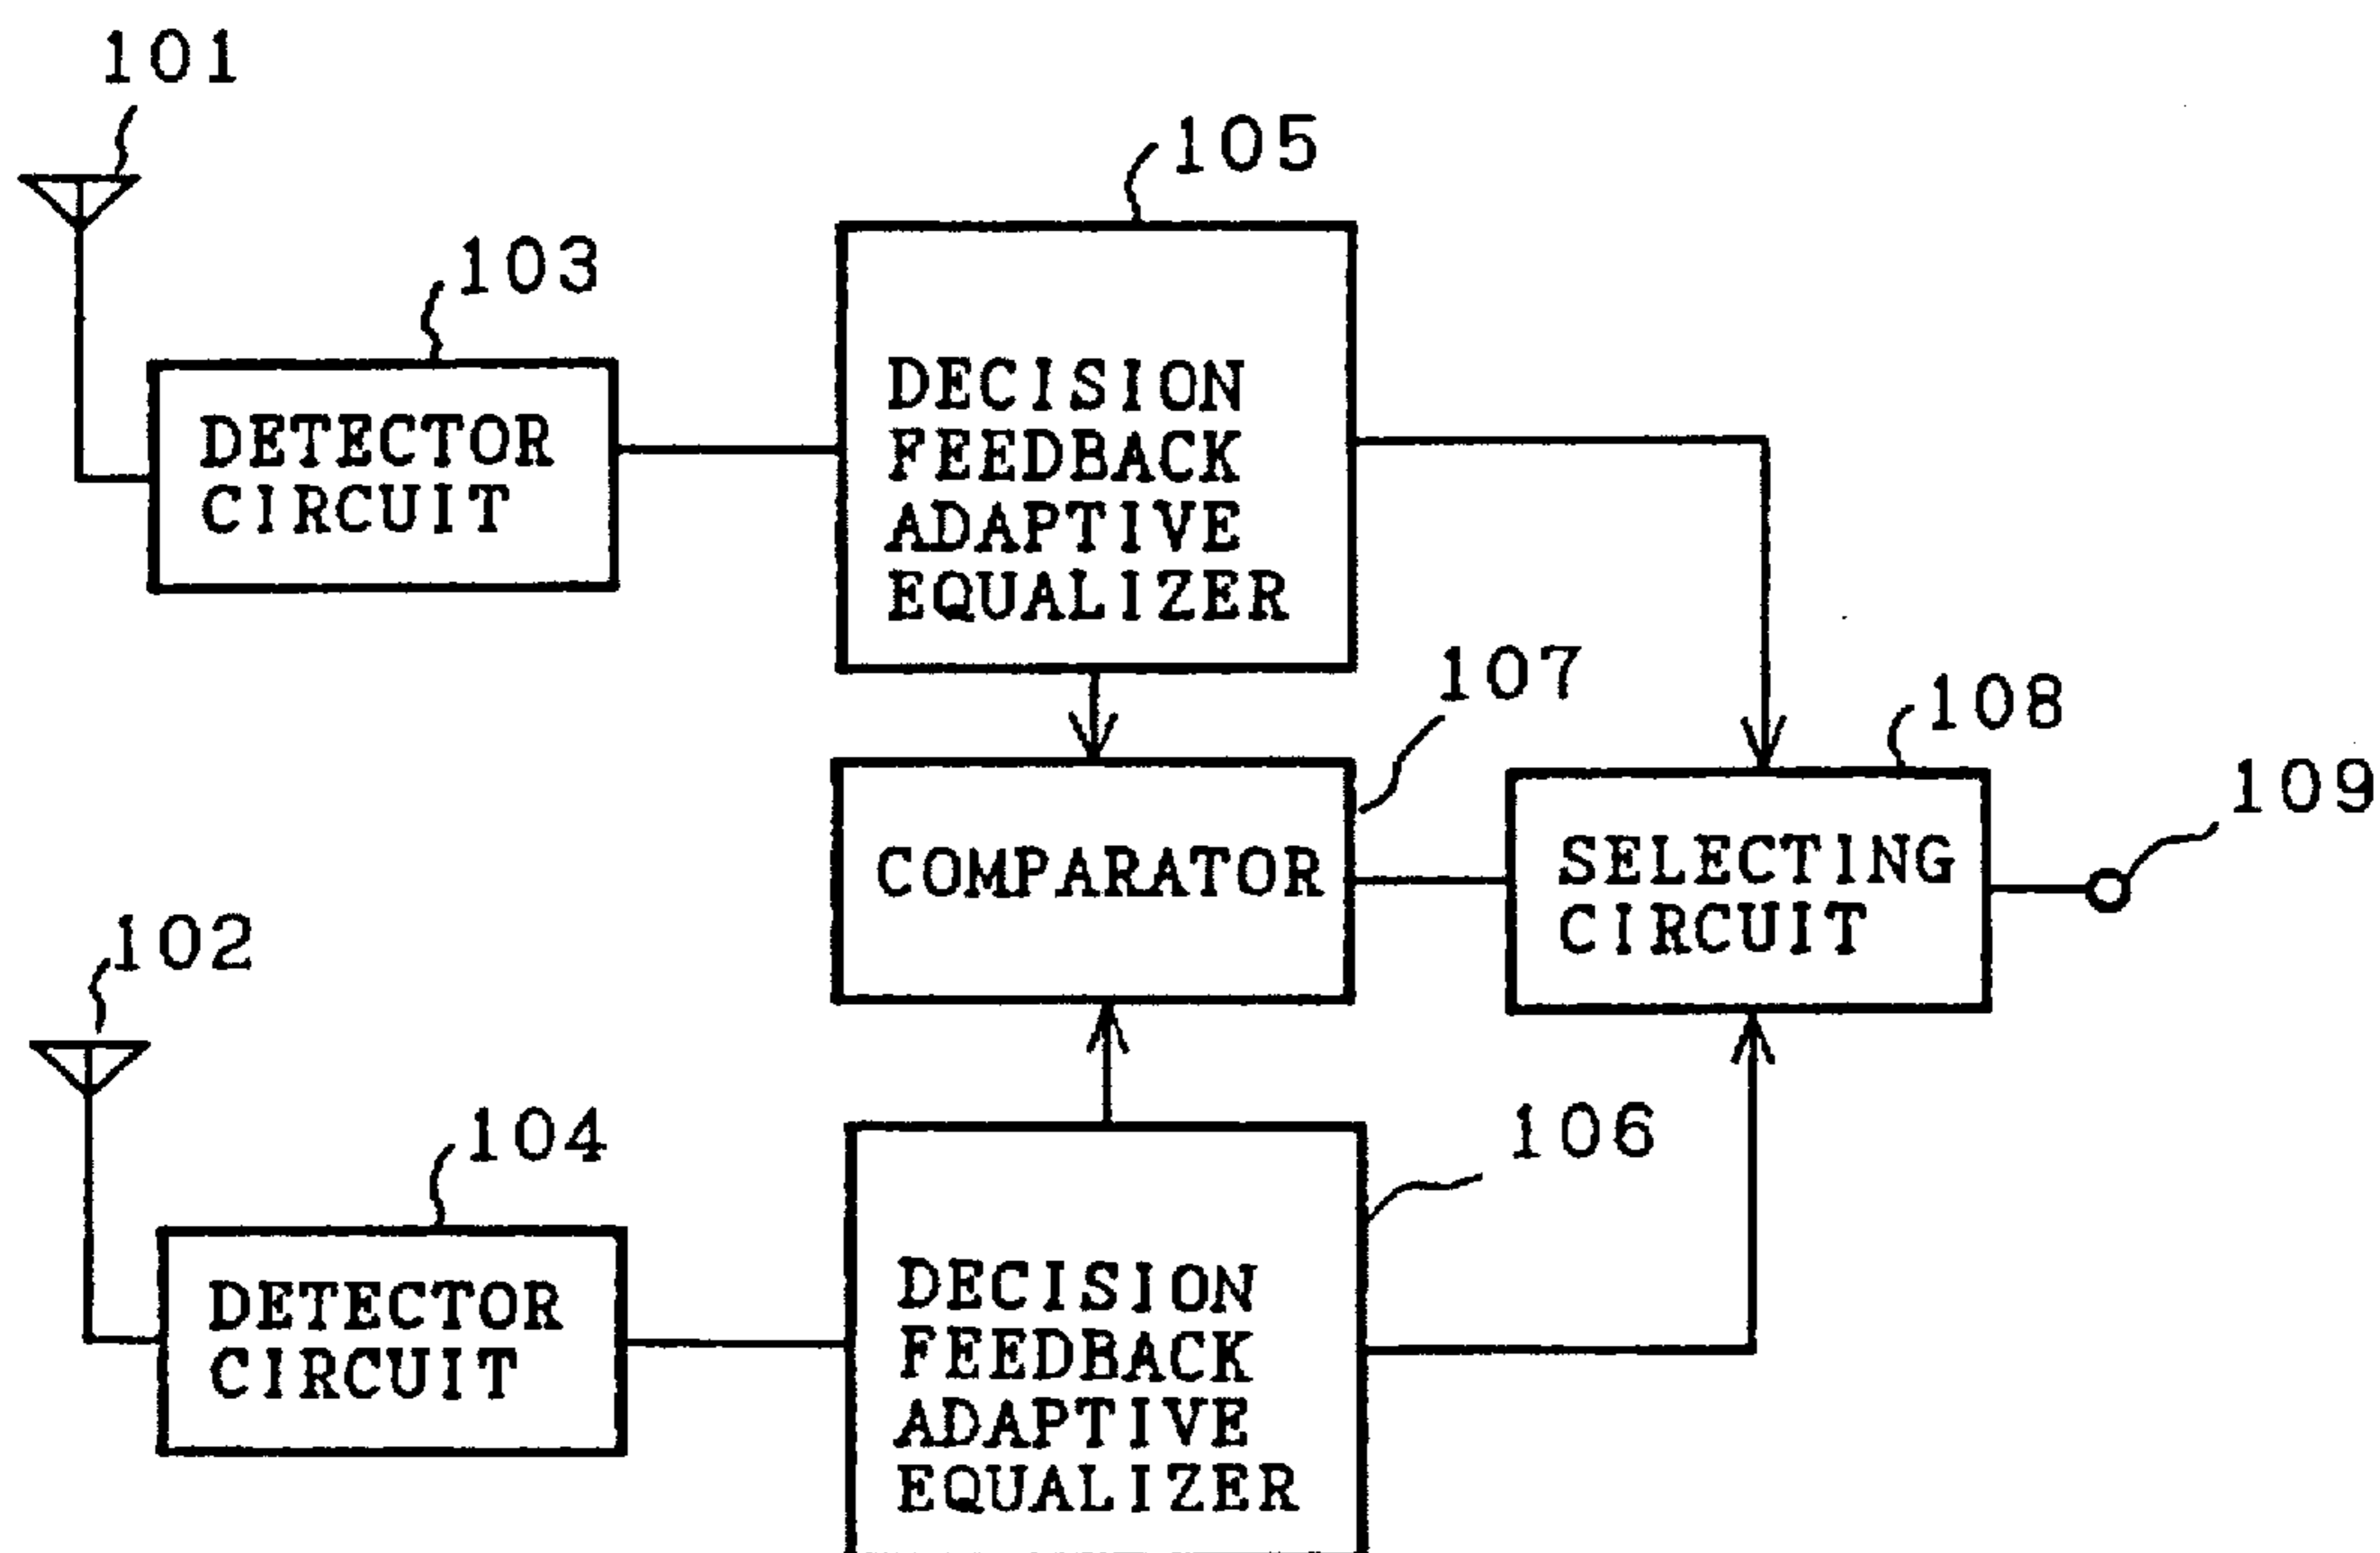 101
105
103
DETECTOR
CIRCUIT
DECISION
FEEDBACK
ADAPTIVE
EQUALIZER
107
108
109
COMPARATOR
SELECTING
CIRCUIT
102
104
106
DETECTOR
CIRCUIT
DECISION
FEEDBACK
ADAPTIVE
EQUALIZER